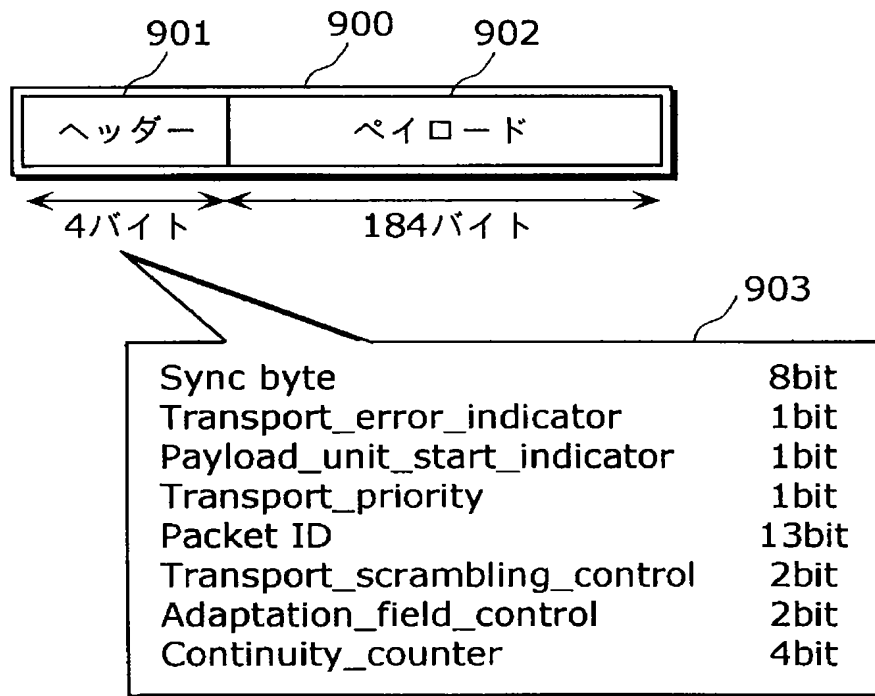 901 900 902
ヘッダー ペイロード
4バイト 184バイト
903
Sync byte 8bit
Transport_error_indicator 1bit
Payload_unit_start_indicator 1bit
Transport_priority 1bit
Packet ID 13bit
Transport_scrambling_control 2bit
Adaptation_field_control 2bit
Continuity_counter 4bit